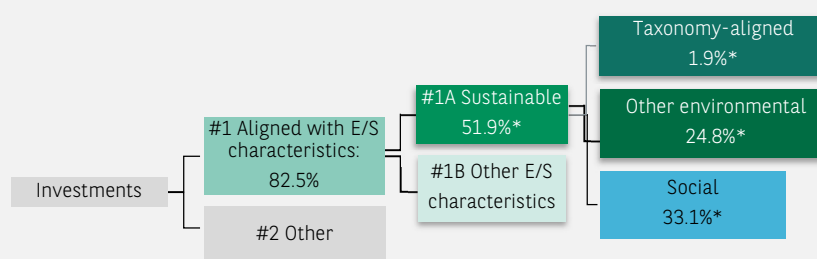 Taxonomy-aligned
1.9%*
#1A Sustainable
51.9%*
Other environmental
24.8%*
#1 Aligned with E/S
characteristics:
82.5%
#1B Other E/S
characteristics
Social
33.1%*
Investments
#2 Other